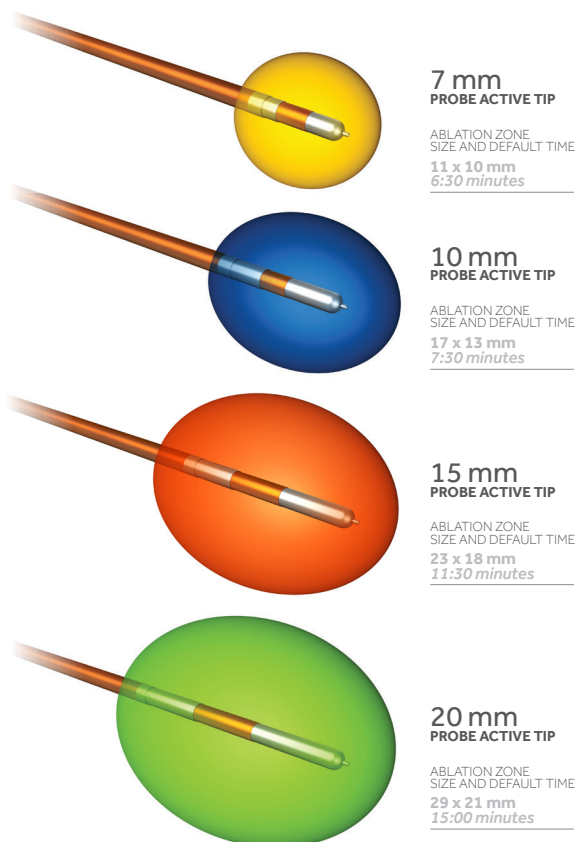 7 mm
PROBE ACTIVE TIP
ABLATION ZONE
SIZE AND DEFAULT TIME
11 x 10 mm
6:30 minutes
10 mm
PROBE ACTIVE TIP
ABLATION ZONE
SIZE AND DEFAULT TIME
17 x 13 mm
7:30 minutes
15 mm
PROBE ACTIVE TIP
ABLATION ZONE
SIZE AND DEFAULT TIME
23 x 18 mm
11:30 minutes
20 mm
PROBE ACTIVE TIP
ABLATION ZONE
SIZE AND DEFAULT TIME
29 x 21 mm
15:00 minutes